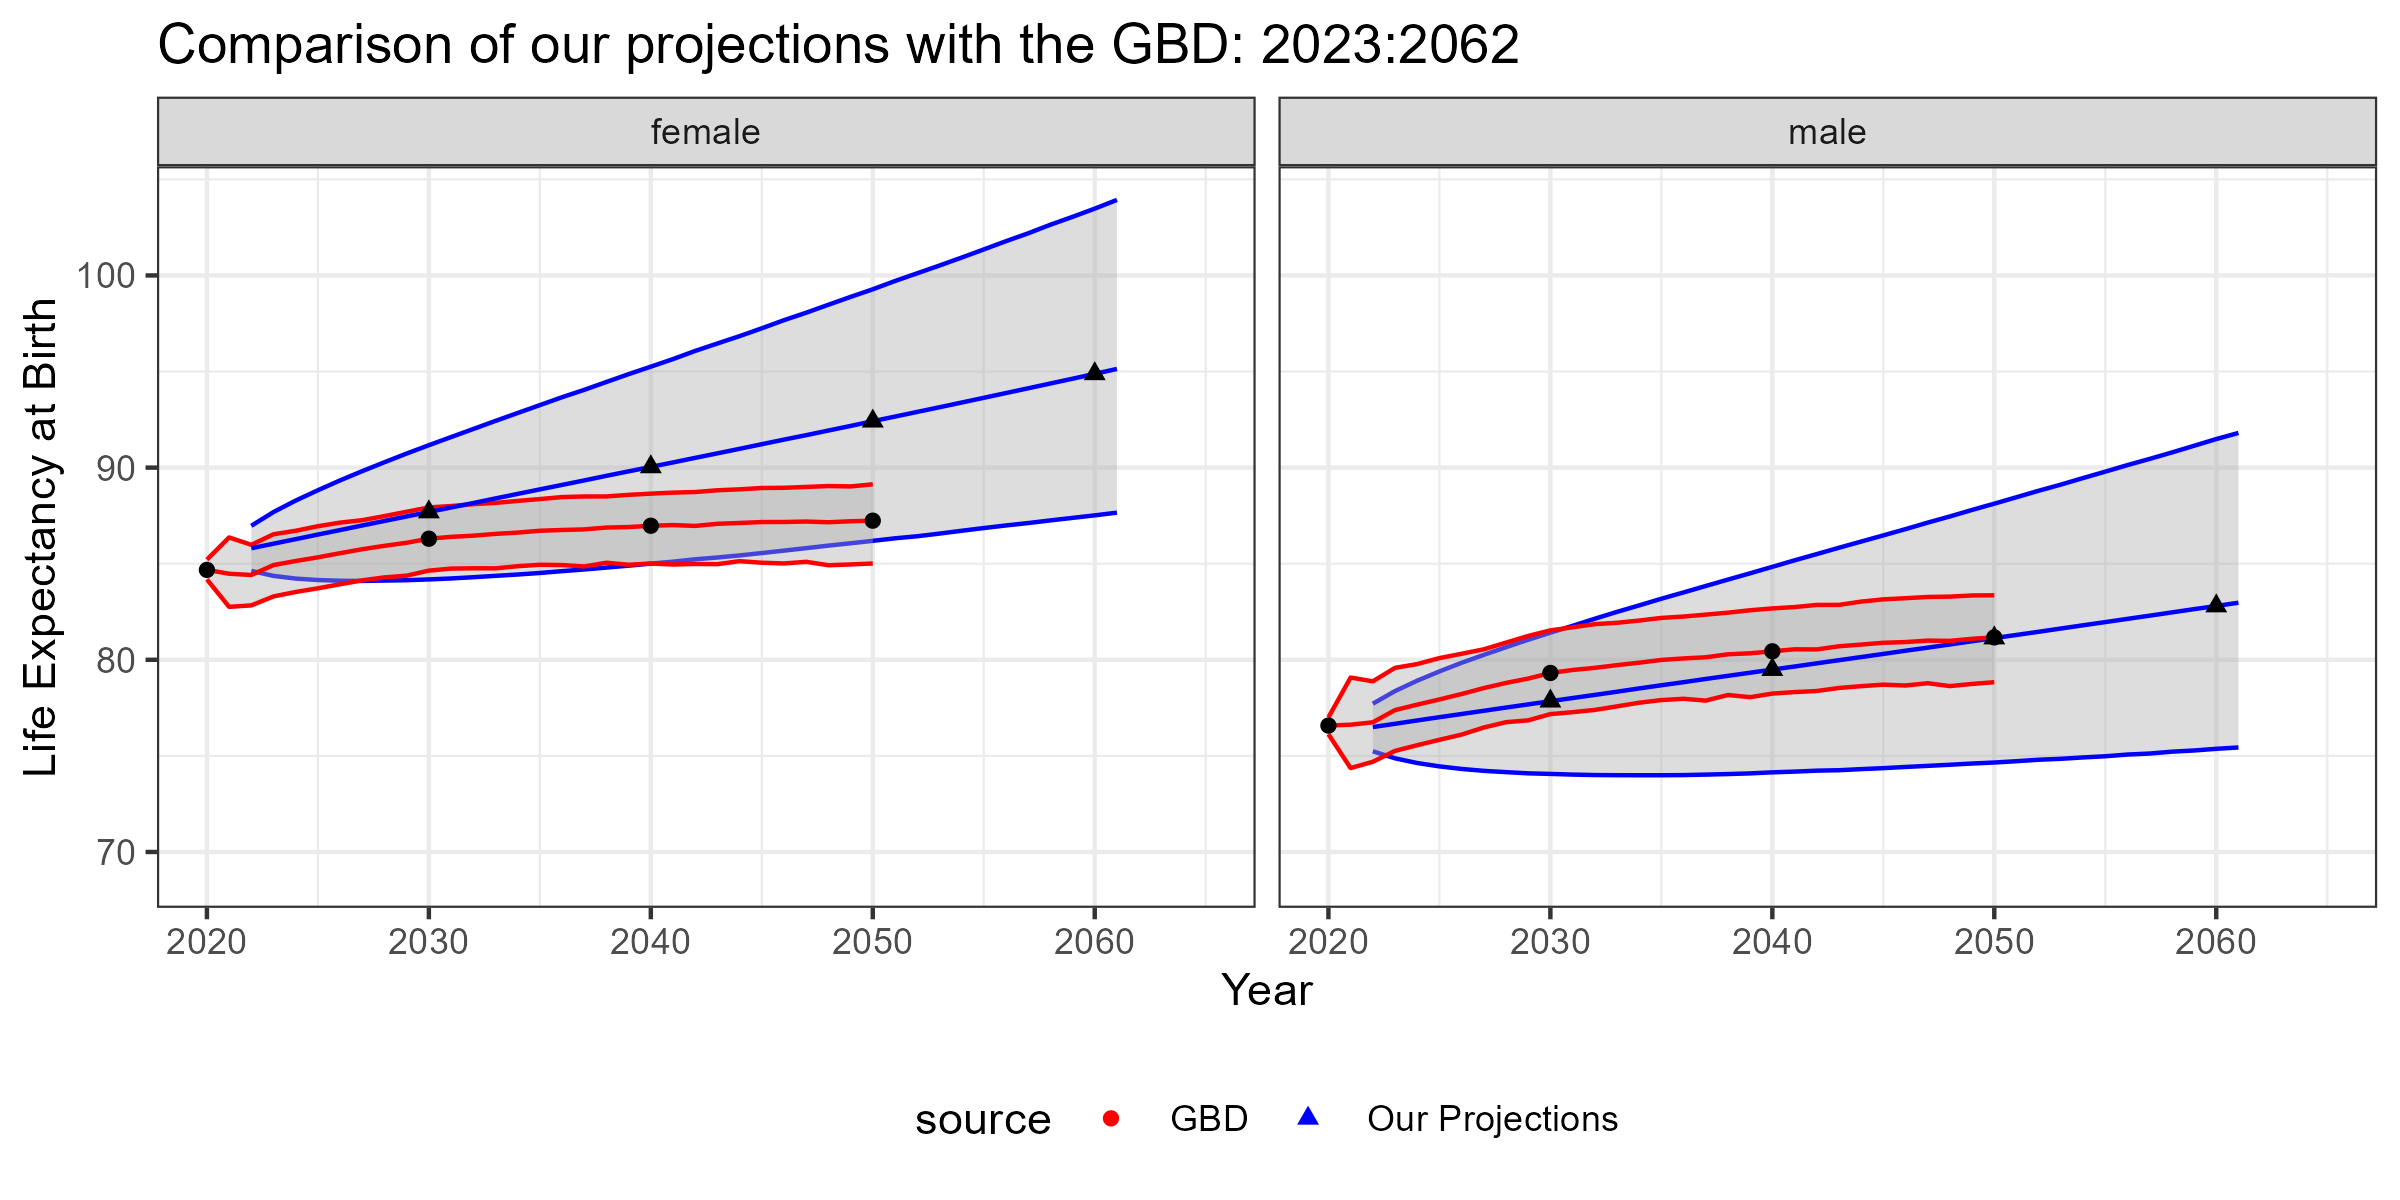 Comparison of our projections with the GBD: 2023:2062
female
male
Life Expectancy at Birth
100
90
80
70
2020 2030 2040 2050 2060
2020 2030 2040 2050 2060
Year
source GBD Our Projections